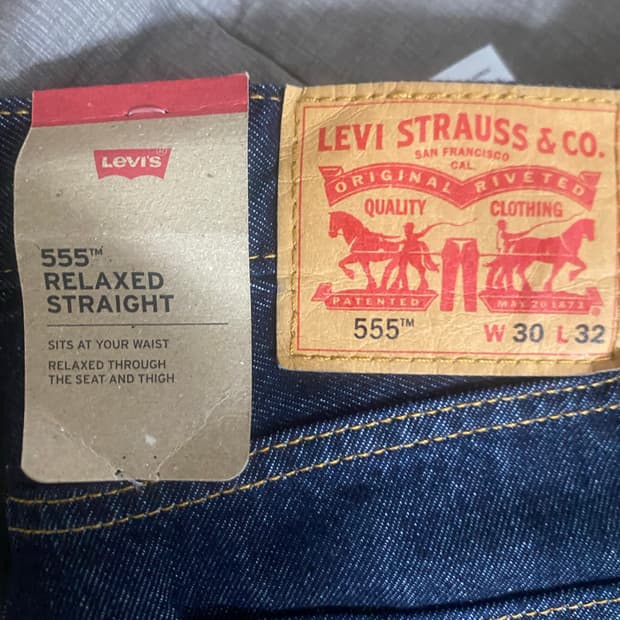 LEVI'S®
555™
RELAXED
STRAIGHT
SITS AT YOUR WAIST
RELAXED THROUGH
THE SEAT AND THIGH
LEVI STRAUSS & CO.
SAN FRANCISCO
CAL.
ORIGINAL RIVETED
QUALITY CLOTHING
PATENTED MAY 20 1873
®
555™ W 30 L 32